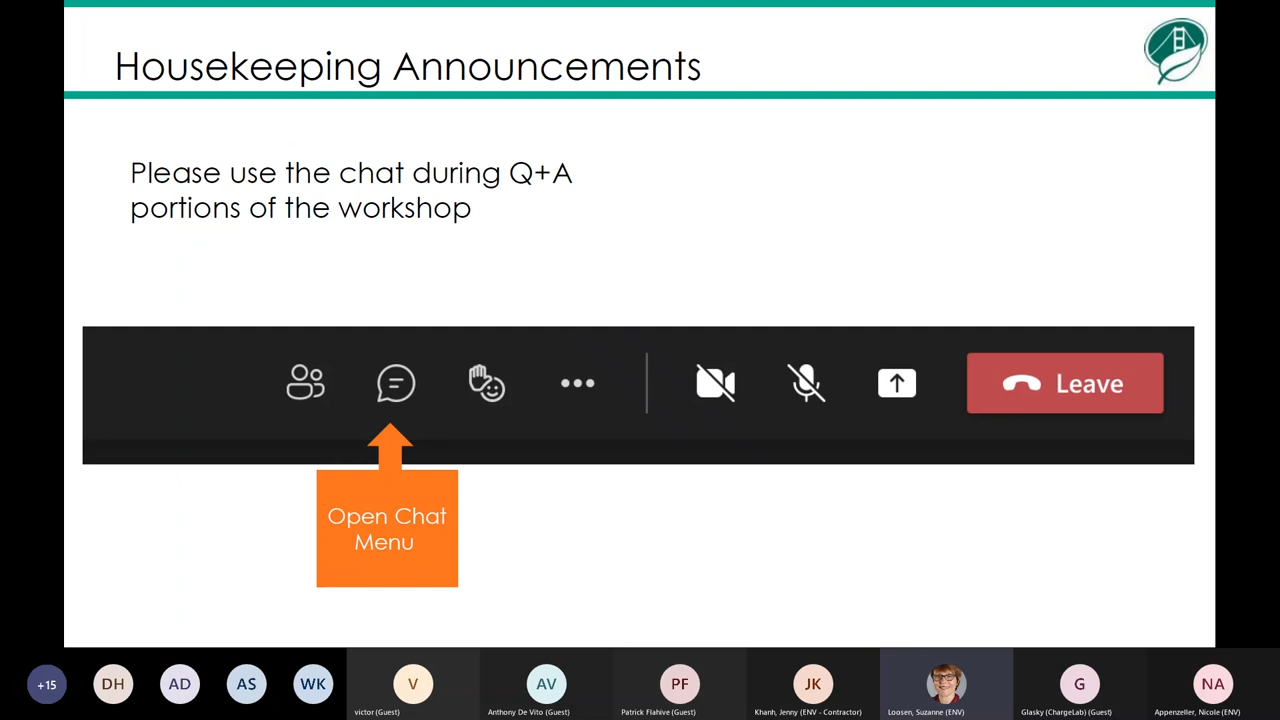 Housekeeping Announcements
Please use the chat during Q+A
portions of the workshop
Leave
Open Chat
Menu
+15
DH
AD
AS
WK
V
AV
PF
JK
G
NA
victor (Guest)
Anthony De Vito (Guest)
Patrick Flahive (Guest)
Khanh, Jenny (ENV - Contractor)
Loosen, Suzanne (ENV)
Glasky (ChargeLab) (Guest)
Appenzeller, Nicole (ENV)